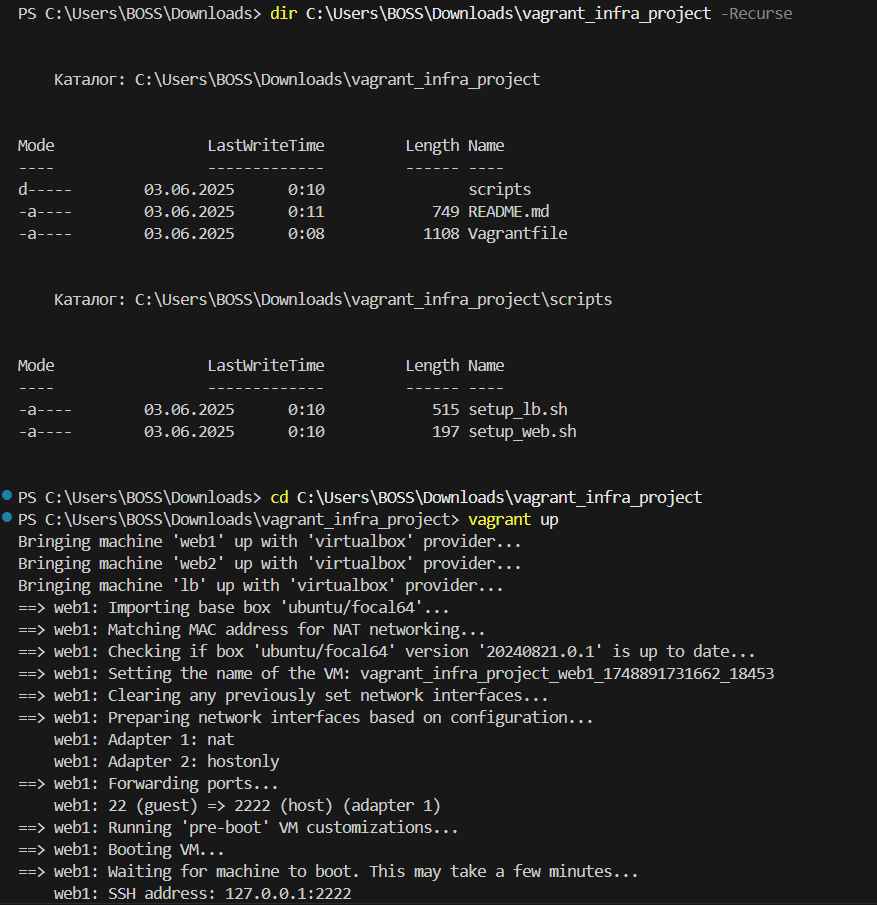 PS C:\Users\BOSS\Downloads> dir C:\Users\BOSS\Downloads\vagrant_infra_project -Recurse
Каталог: C:\Users\BOSS\Downloads\vagrant_infra_project
Mode                LastWriteTime         Length Name
----                -------------         ------ ----
d-----        03.06.2025      0:10                scripts
-a----        03.06.2025      0:11            749 README.md
-a----        03.06.2025      0:08           1108 Vagrantfile
Каталог: C:\Users\BOSS\Downloads\vagrant_infra_project\scripts
Mode                LastWriteTime         Length Name
----                -------------         ------ ----
-a----        03.06.2025      0:10            515 setup_lb.sh
-a----        03.06.2025      0:10            197 setup_web.sh
PS C:\Users\BOSS\Downloads> cd C:\Users\BOSS\Downloads\vagrant_infra_project
PS C:\Users\BOSS\Downloads\vagrant_infra_project> vagrant up
Bringing machine 'web1' up with 'virtualbox' provider...
Bringing machine 'web2' up with 'virtualbox' provider...
Bringing machine 'lb' up with 'virtualbox' provider...
==> web1: Importing base box 'ubuntu/focal64'...
==> web1: Matching MAC address for NAT networking...
==> web1: Checking if box 'ubuntu/focal64' version '20240821.0.1' is up to date...
==> web1: Setting the name of the VM: vagrant_infra_project_web1_1748891731662_18453
==> web1: Clearing any previously set network interfaces...
==> web1: Preparing network interfaces based on configuration...
    web1: Adapter 1: nat
    web1: Adapter 2: hostonly
==> web1: Forwarding ports...
    web1: 22 (guest) => 2222 (host) (adapter 1)
==> web1: Running 'pre-boot' VM customizations...
==> web1: Booting VM...
==> web1: Waiting for machine to boot. This may take a few minutes...
    web1: SSH address: 127.0.0.1:2222